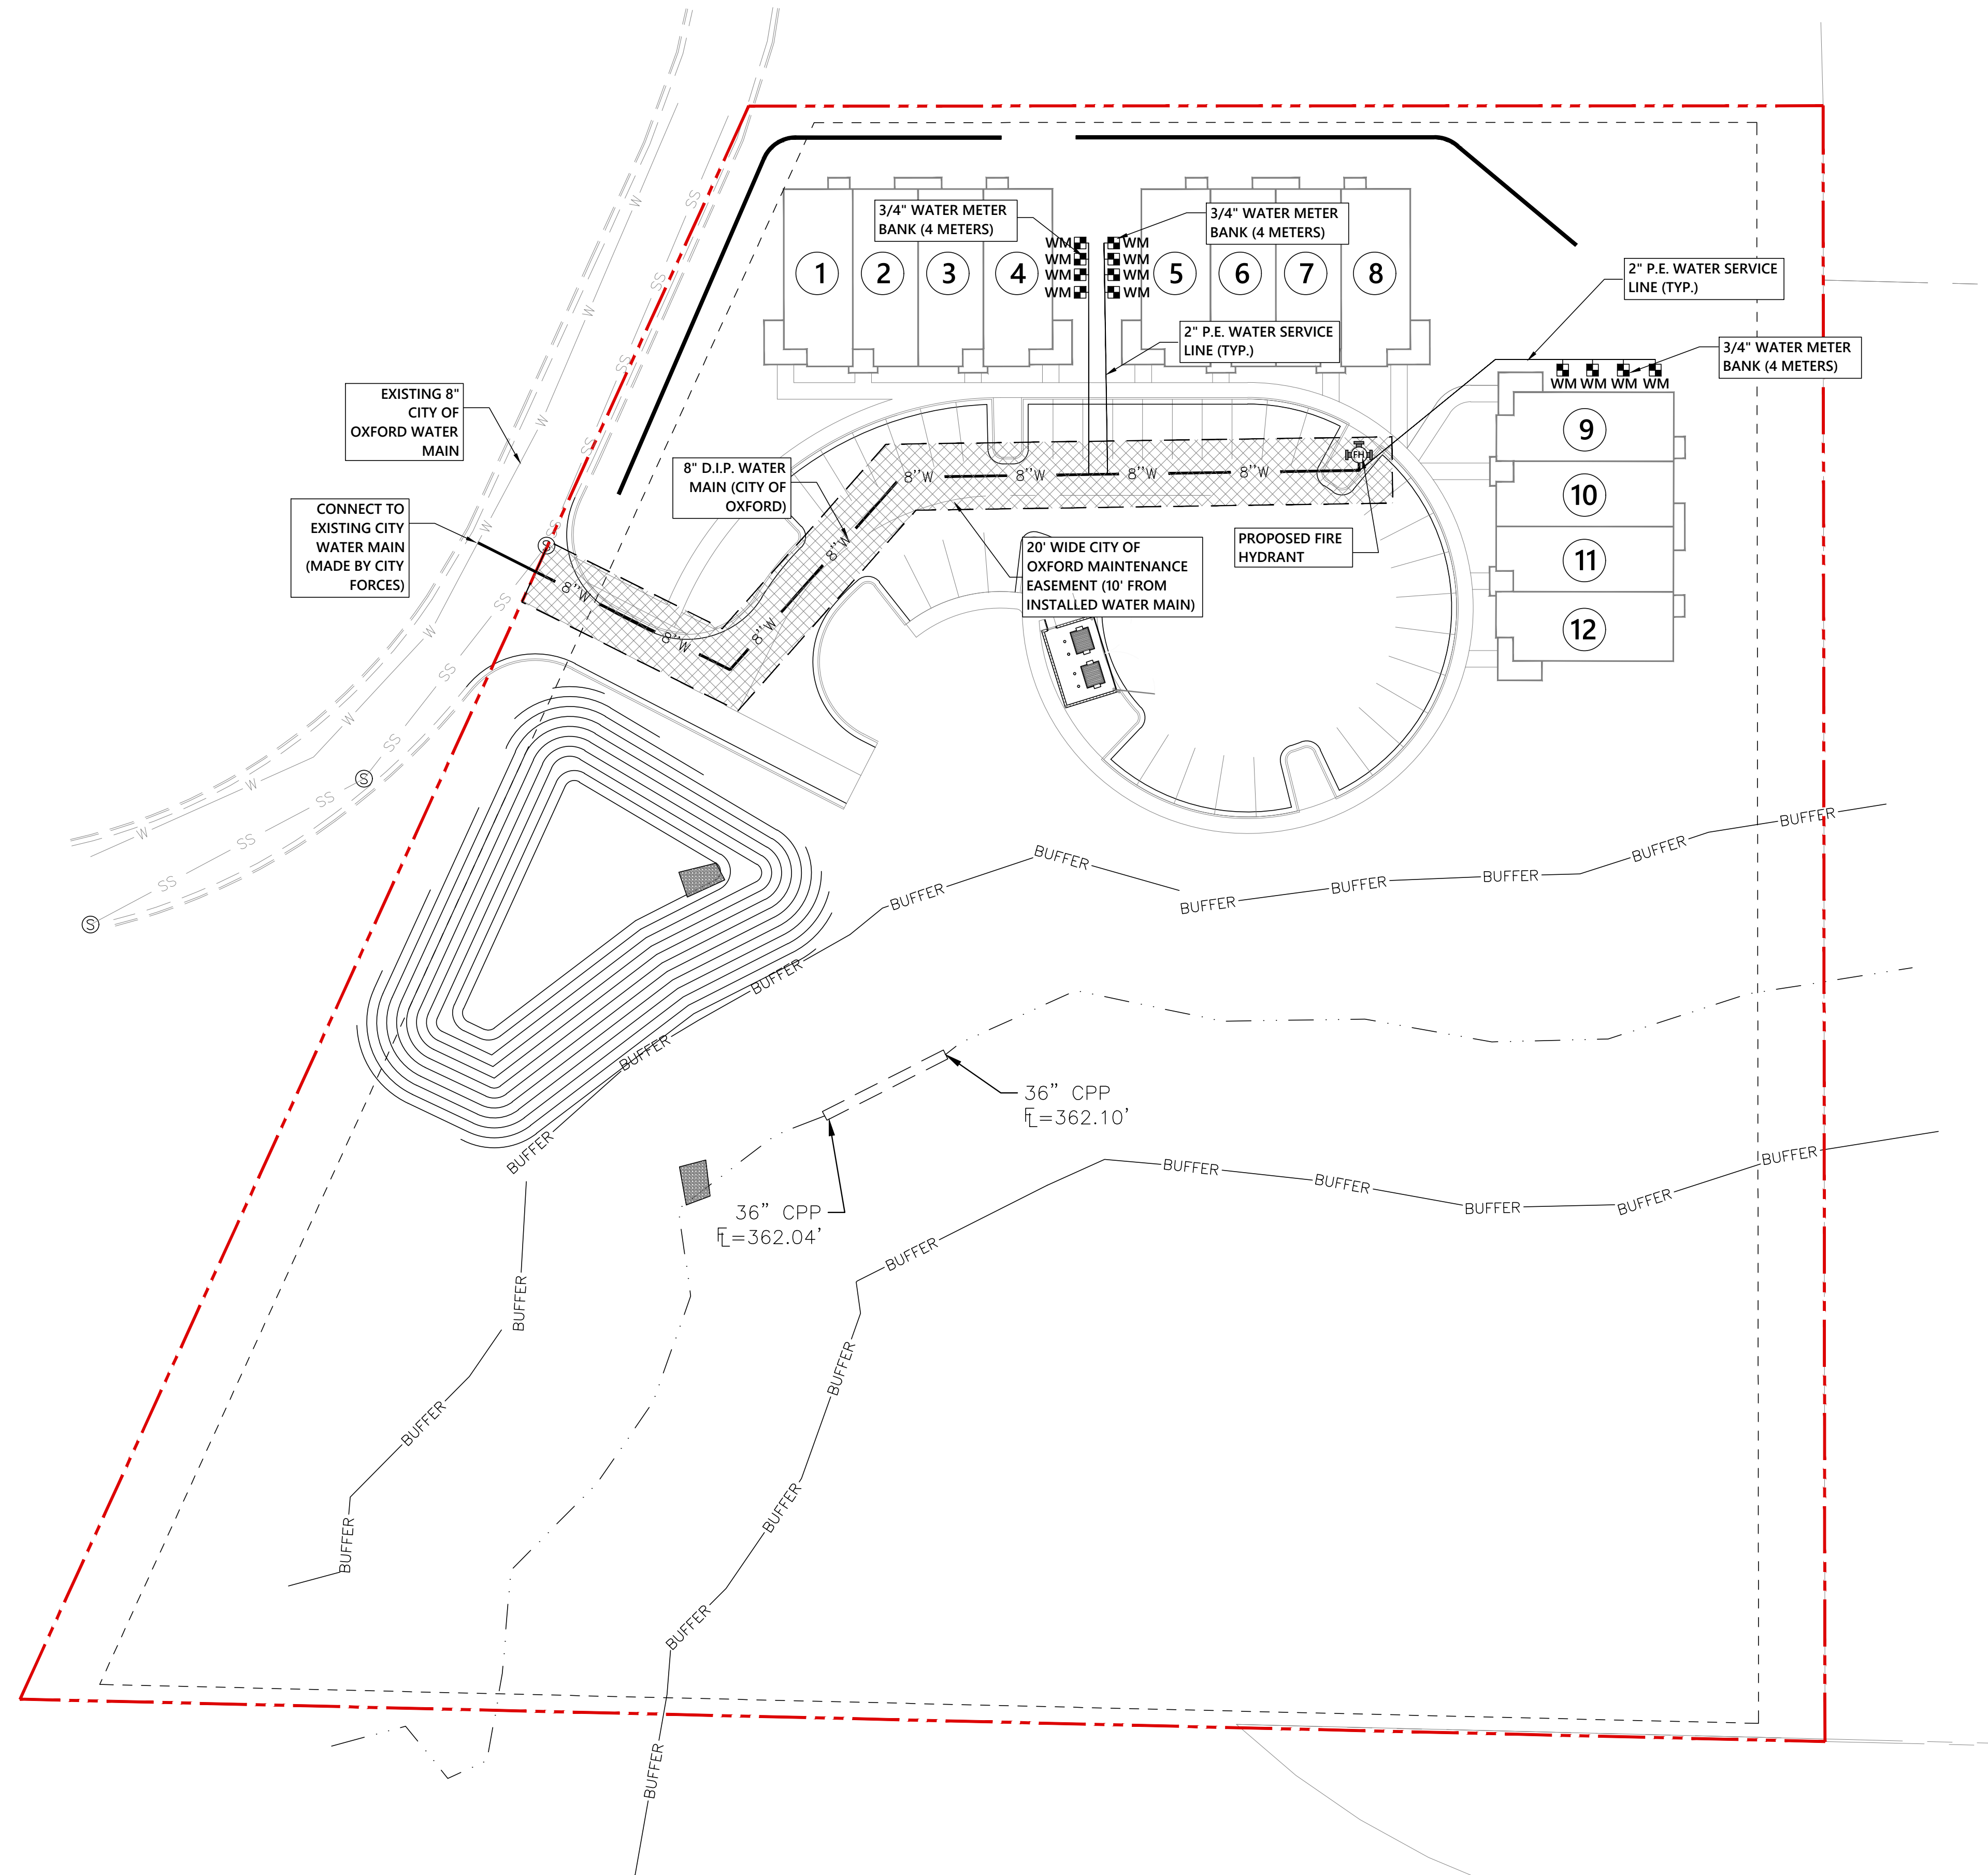 3/4" WATER METER
BANK (4 METERS)
3/4" WATER METER
BANK (4 METERS)
WM
WM
WM
WM
WM
WM
WM
WM
1
2
3
4
5
6
7
8
2" P.E. WATER SERVICE
LINE (TYP.)
2" P.E. WATER SERVICE
LINE (TYP.)
3/4" WATER METER
BANK (4 METERS)
WM
WM
WM
WM
9
10
11
12
EXISTING 8"
CITY OF
OXFORD WATER
MAIN
CONNECT TO
EXISTING CITY
WATER MAIN
(MADE BY CITY
FORCES)
8" D.I.P. WATER
MAIN (CITY OF
OXFORD)
20' WIDE CITY OF
OXFORD MAINTENANCE
EASEMENT (10' FROM
INSTALLED WATER MAIN)
PROPOSED FIRE
HYDRANT
FH
8"W
8"W
8"W
8"W
8"W
8"W
8"W
8"W
W
W
W
W
W
W
W
W
SS
SS
SS
SS
SS
SS
SS
SS
SS
SS
SS
S
S
S
BUFFER
BUFFER
BUFFER
BUFFER
BUFFER
BUFFER
BUFFER
BUFFER
BUFFER
BUFFER
36" CPP
FL=362.10'
36" CPP
FL=362.04'
BUFFER
BUFFER
BUFFER
BUFFER
BUFFER
BUFFER
BUFFER
BUFFER
BUFFER
BUFFER
BUFFER
BUFFER
BUFFER